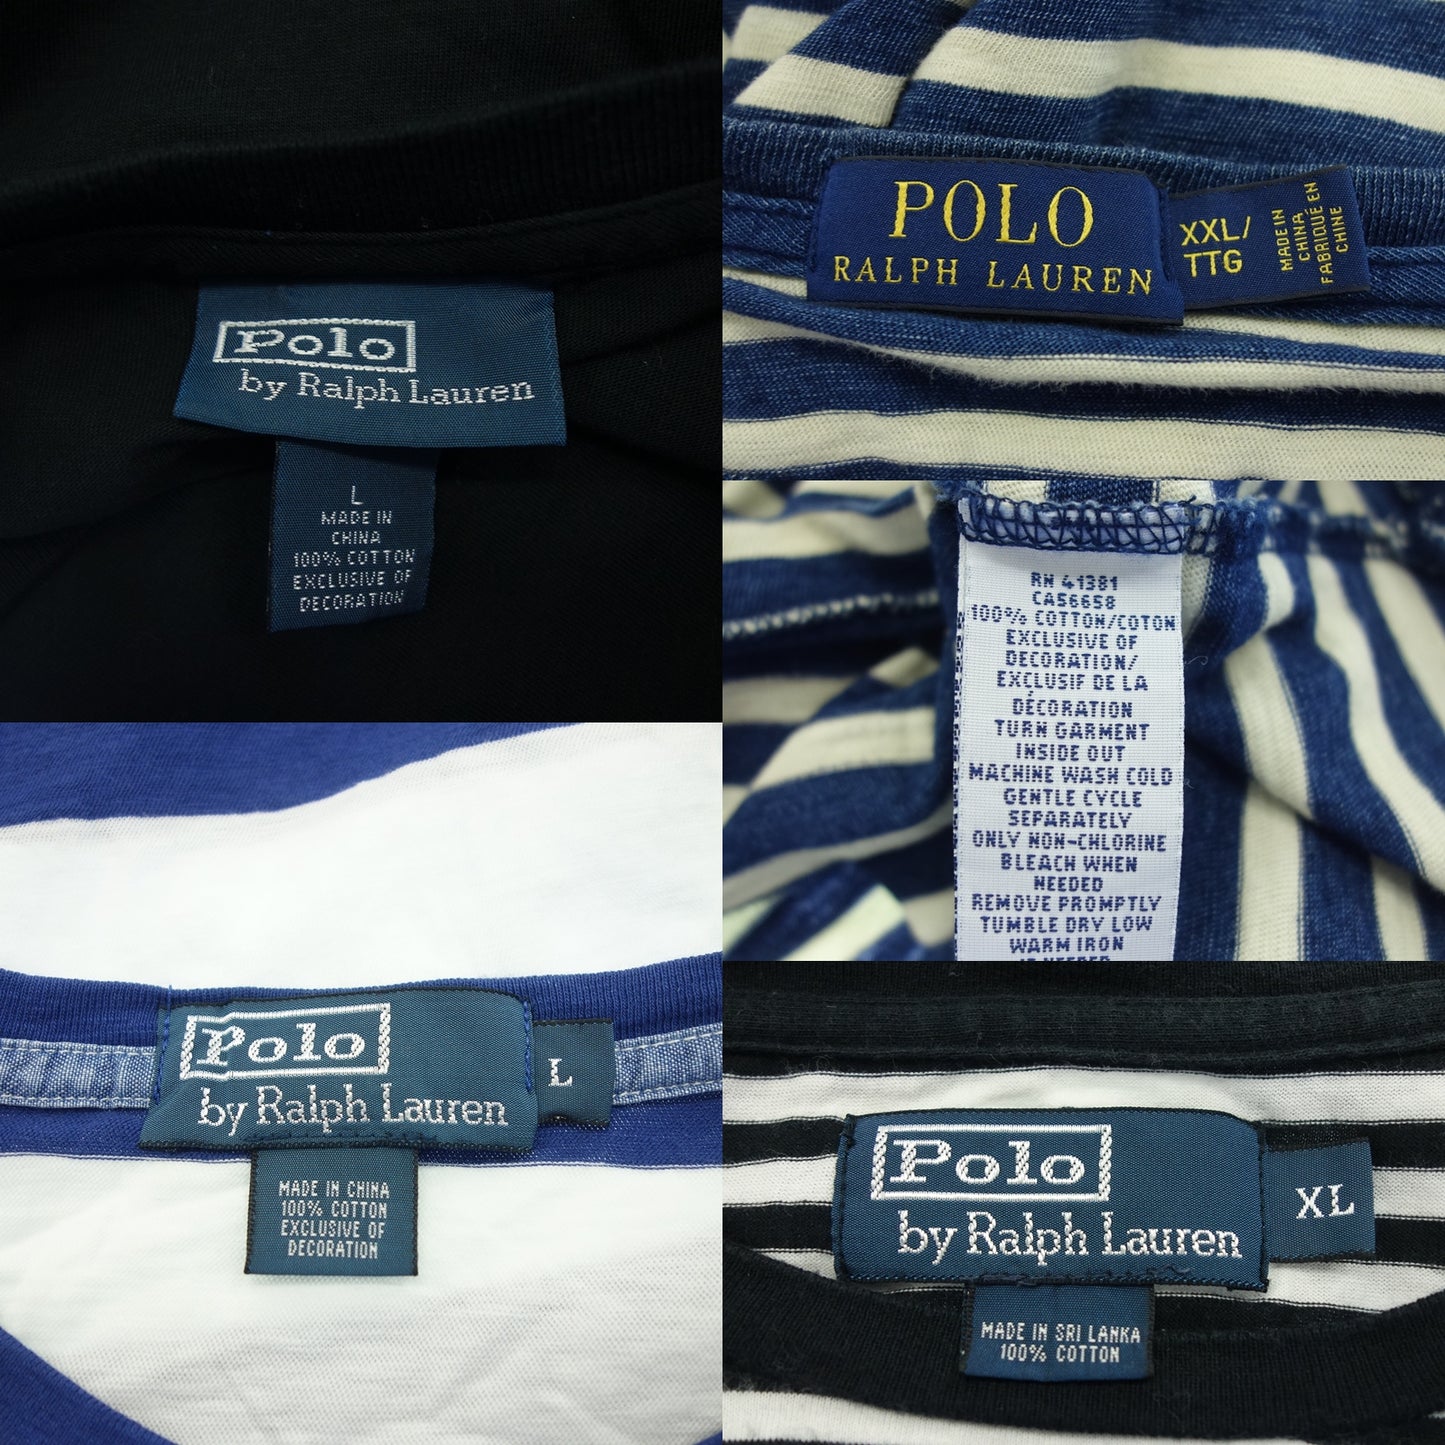 Polo
by Ralph Lauren
L
MADE IN
CHINA
100% COTTON
EXCLUSIVE OF
DECORATION
POLO
RALPH LAUREN
XXL/
TTG
MADE IN
CHINA
FABRIQUÉ EN
CHINE
RN 41381
CA56658
100% COTTON/COTON
EXCLUSIVE OF
DECORATION/
EXCLUSIF DE LA
DÉCORATION
TURN GARMENT
INSIDE OUT
MACHINE WASH COLD
GENTLE CYCLE
SEPARATELY
ONLY NON-CHLORINE
BLEACH WHEN
NEEDED
REMOVE PROMPTLY
TUMBLE DRY LOW
WARM IRON
IF NEEDED
Polo
by Ralph Lauren
L
MADE IN CHINA
100% COTTON
EXCLUSIVE OF
DECORATION
Polo
by Ralph Lauren
XL
MADE IN SRI LANKA
100% COTTON